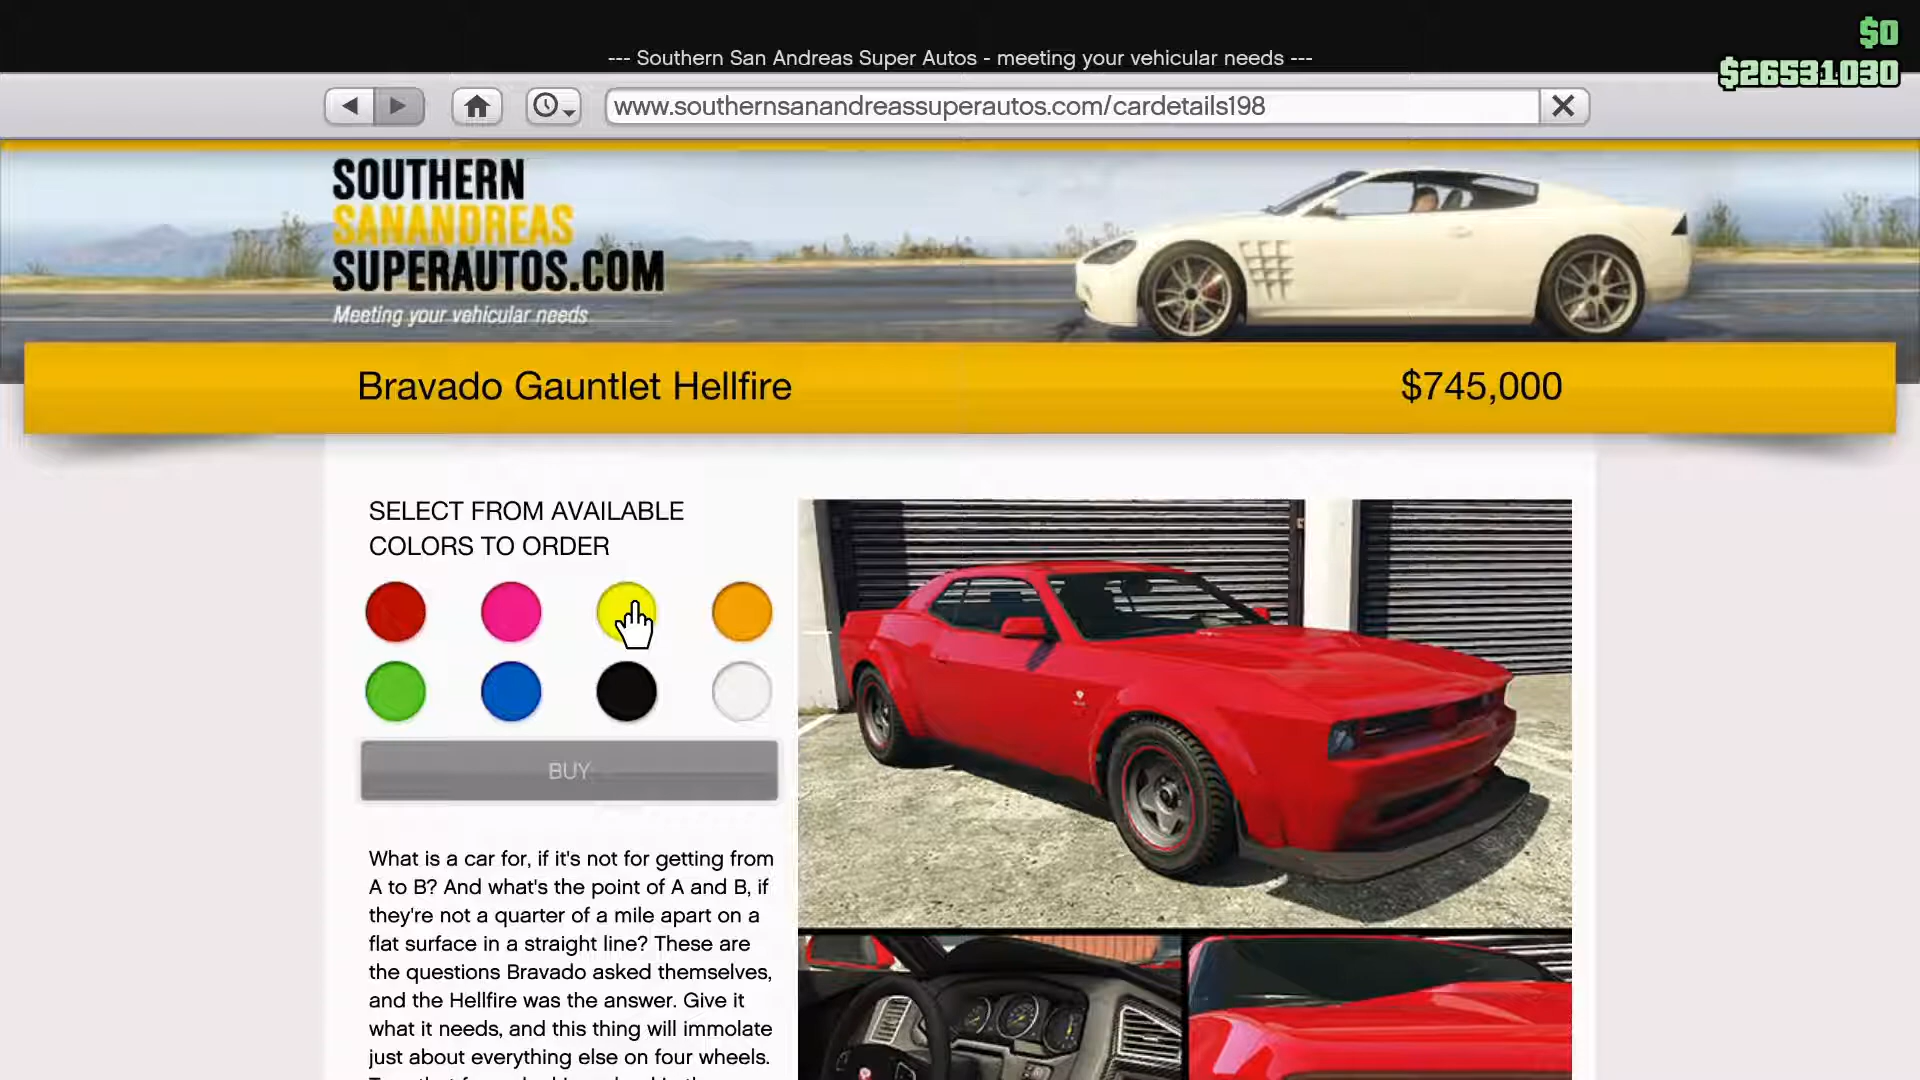 $0
--- Southern San Andreas Super Autos - meeting your vehicular needs ---
$26531030
www.southernsanandreassuperautos.com/cardetails198
SOUTHERN
SANANDREAS
SUPERAUTOS.COM
Meeting your vehicular needs
Bravado Gauntlet Hellfire
$745,000
SELECT FROM AVAILABLE
COLORS TO ORDER
BUY
What is a car for, if it's not for getting from
A to B? And what's the point of A and B, if
they're not a quarter of a mile apart on a
flat surface in a straight line? These are
the questions Bravado asked themselves,
and the Hellfire was the answer. Give it
what it needs, and this thing will immolate
just about everything else on four wheels.